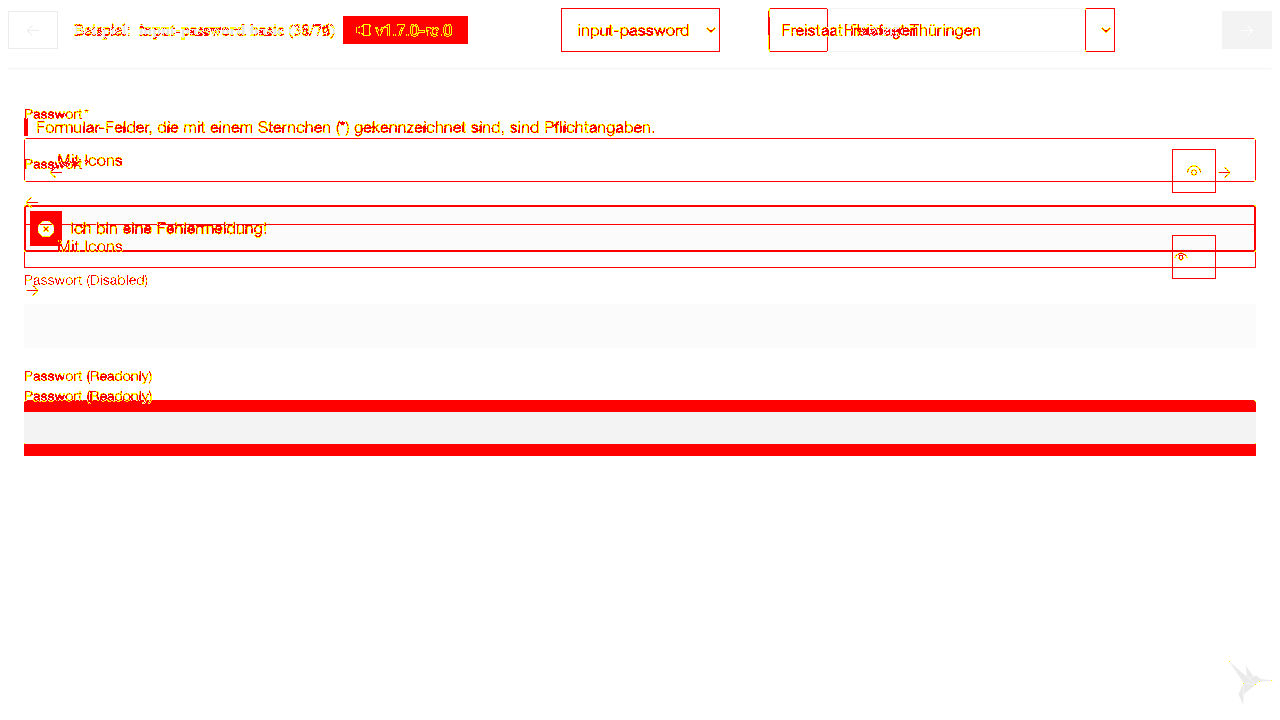 Beispiel: input-password basic v1.7.0-rc.0 input-password Freistaat Thüringen
Passwort*
Formular-Felder, die mit einem Sternchen (*) gekennzeichnet sind, sind Pflichtangaben.
Mit Icons
Passwort*
Ich bin eine Fehlermeldung!
Mit Icons
Passwort (Disabled)
Passwort (Readonly)
Passwort (Readonly)